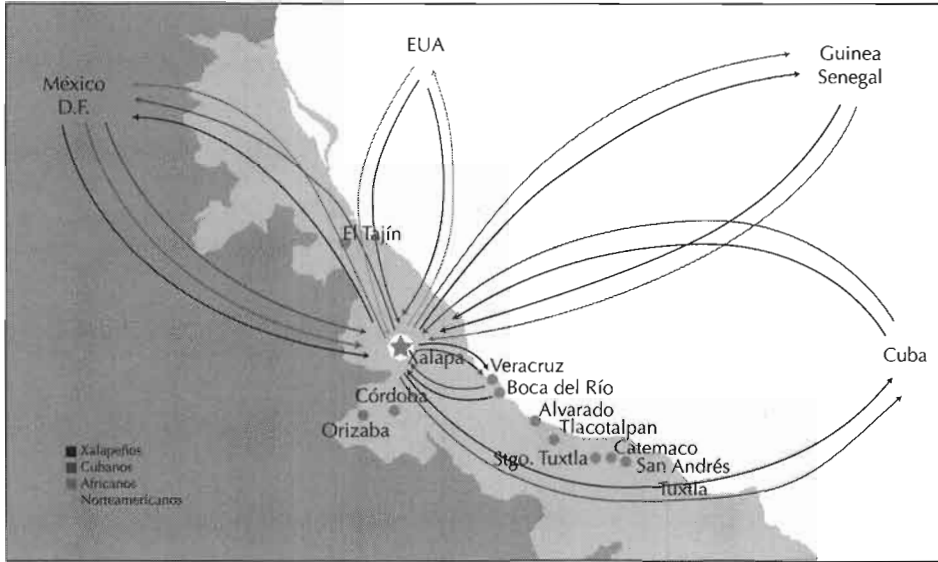 EUA
Guinea
Senegal
México
D.F.
El Tajín
Xalapa
Veracruz
Cuba
Boca del Río
Córdoba
Alvarado
Orizaba
Tlacotalpan
Catemaco
Stgo. Tuxtla
San Andrés
Tuxtla
Xalapeños
Cubanos
Africanos
Norteamericanos